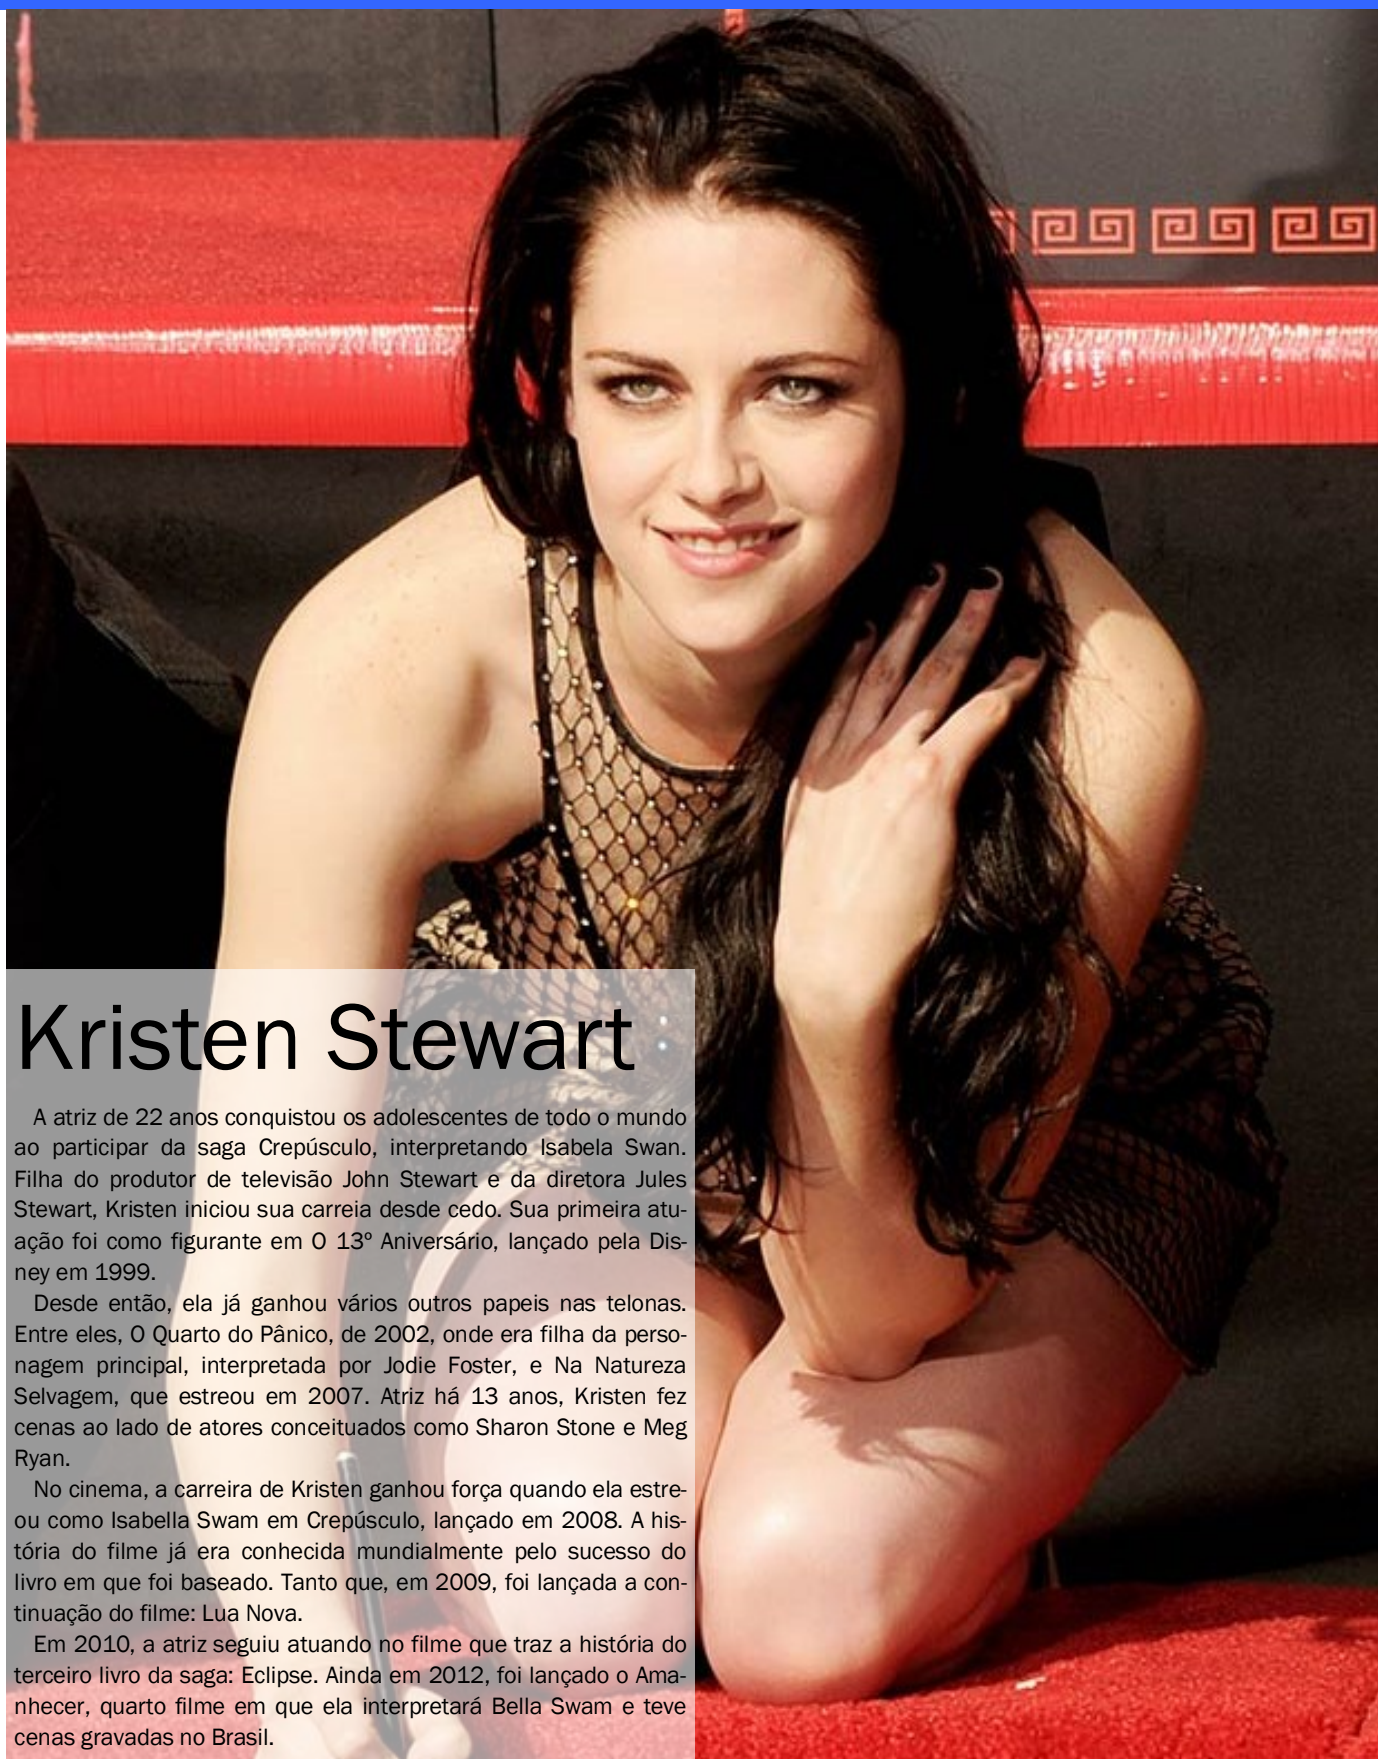 Kristen Stewart
A atriz de 22 anos conquistou os adolescentes de todo o mundo
ao participar da saga Crepúsculo, interpretando Isabela Swan.
Filha do produtor de televisão John Stewart e da diretora Jules
Stewart, Kristen iniciou sua carreia desde cedo. Sua primeira atu-
ação foi como figurante em O 13º Aniversário, lançado pela Dis-
ney em 1999.
Desde então, ela já ganhou vários outros papeis nas telonas.
Entre eles, O Quarto do Pânico, de 2002, onde era filha da perso-
nagem principal, interpretada por Jodie Foster, e Na Natureza
Selvagem, que estreou em 2007. Atriz há 13 anos, Kristen fez
cenas ao lado de atores conceituados como Sharon Stone e Meg
Ryan.
No cinema, a carreira de Kristen ganhou força quando ela estre-
ou como Isabella Swam em Crepúsculo, lançado em 2008. A his-
tória do filme já era conhecida mundialmente pelo sucesso do
livro em que foi baseado. Tanto que, em 2009, foi lançada a con-
tinuação do filme: Lua Nova.
Em 2010, a atriz seguiu atuando no filme que traz a história do
terceiro livro da saga: Eclipse. Ainda em 2012, foi lançado o Ama-
nhecer, quarto filme em que ela interpretará Bella Swam e teve
cenas gravadas no Brasil.